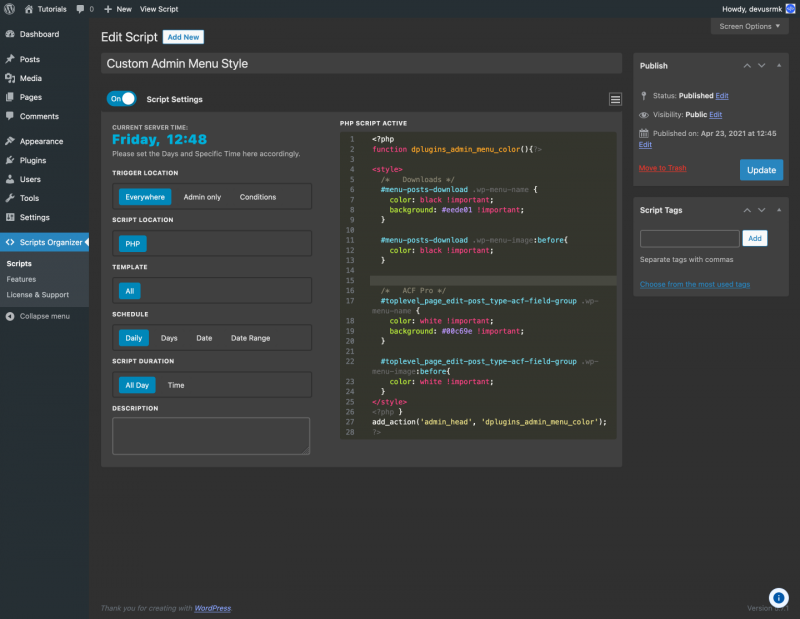 Tutorials 0 New View Script Howdy, devusrmk
Screen Options
Dashboard
Posts
Media
Pages
Comments
Appearance
Plugins
Users
Tools
Settings
Scripts Organizer
Scripts
Features
License & Support
Collapse menu
Edit Script Add New
Custom Admin Menu Style
On Script Settings
CURRENT SERVER TIME:
Friday, 12:48
Please set the Days and Specific Time here accordingly.
TRIGGER LOCATION
Everywhere Admin only Conditions
SCRIPT LOCATION
PHP
TEMPLATE
All
SCHEDULE
Daily Days Date Date Range
SCRIPT DURATION
All Day Time
DESCRIPTION
PHP SCRIPT ACTIVE
1 <?php
2 function dplugins_admin_menu_color(){?>
3
4 <style>
5 /* Downloads */
6 #menu-posts-download .wp-menu-name {
7 color: black !important;
8 background: #eede01 !important;
9 }
10
11 #menu-posts-download .wp-menu-image:before{
12 color: black !important;
13 }
14
15
16 /* ACF Pro */
17 #toplevel_page_edit-post_type-acf-field-group .wp-
menu-name {
18 color: white !important;
19 background: #00c69e !important;
20 }
21
22 #toplevel_page_edit-post_type-acf-field-group .wp-
menu-image:before{
23 color: white !important;
24 }
25 </style>
26 <?php }
27 add_action('admin_head', 'dplugins_admin_menu_color');
28 ?>
Publish
Status: Published Edit
Visibility: Public Edit
Published on: Apr 23, 2021 at 12:45
Edit
Move to Trash Update
Script Tags
Add
Separate tags with commas
Choose from the most used tags
Thank you for creating with WordPress
Version